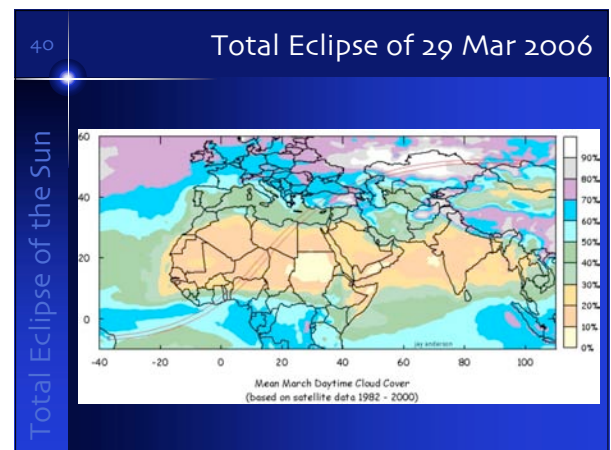 40
Total Eclipse of 29 Mar 2006
Total Eclipse of the Sun
60
40
20
0
-40 -20 0 20 40 60 80 100
90%
80%
70%
60%
50%
40%
30%
20%
10%
0%
jay anderson
Mean March Daytime Cloud Cover
(based on satellite data 1982 - 2000)